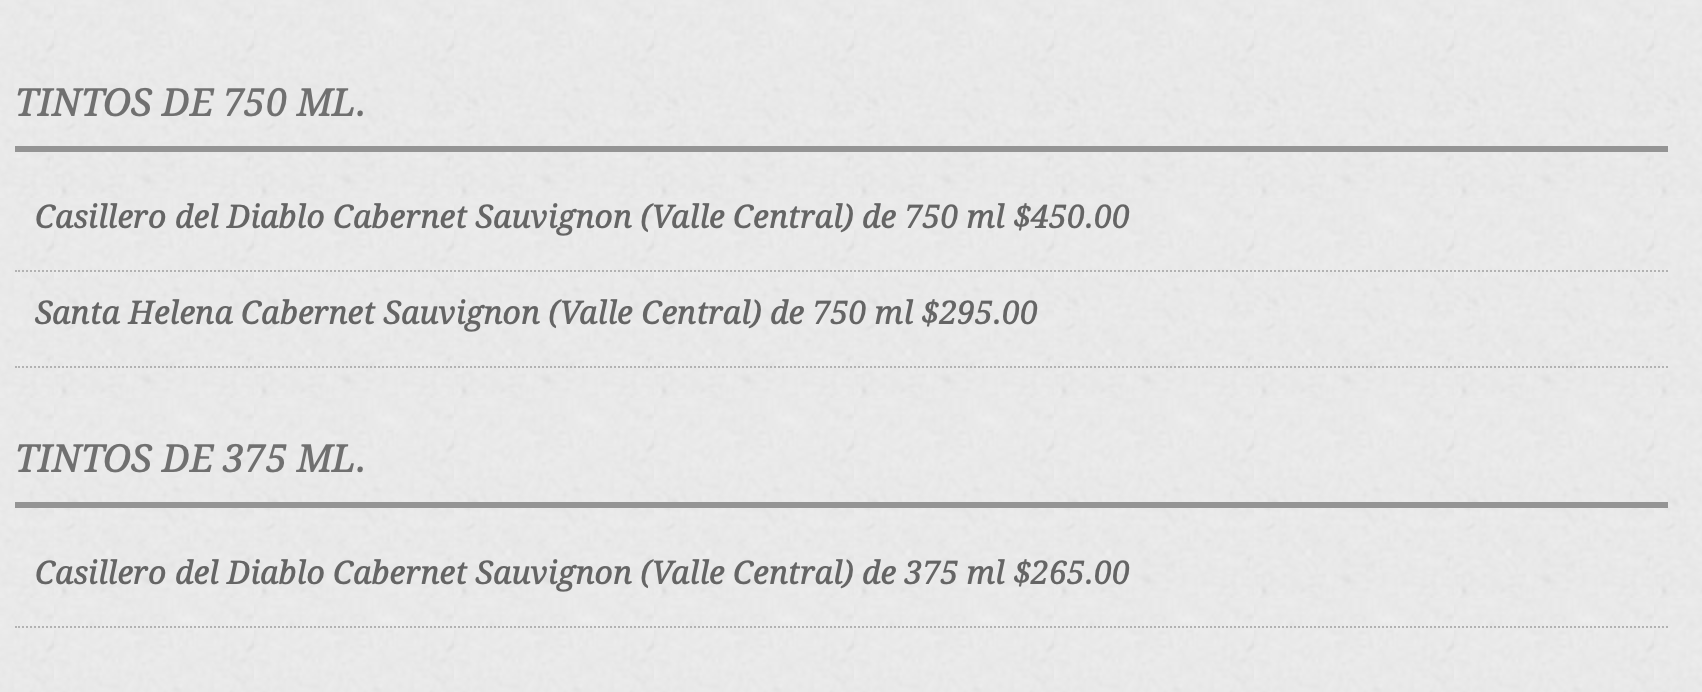 TINTOS DE 750 ML.
Casillero del Diablo Cabernet Sauvignon (Valle Central) de 750 ml $450.00
Santa Helena Cabernet Sauvignon (Valle Central) de 750 ml $295.00
TINTOS DE 375 ML.
Casillero del Diablo Cabernet Sauvignon (Valle Central) de 375 ml $265.00